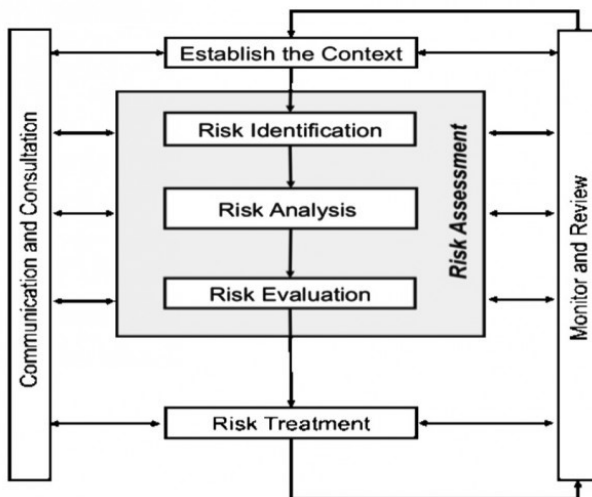 Establish the Context
Risk Identification
Risk Analysis
Risk Evaluation
Risk Assessment
Risk Treatment
Communication and Consultation
Monitor and Review